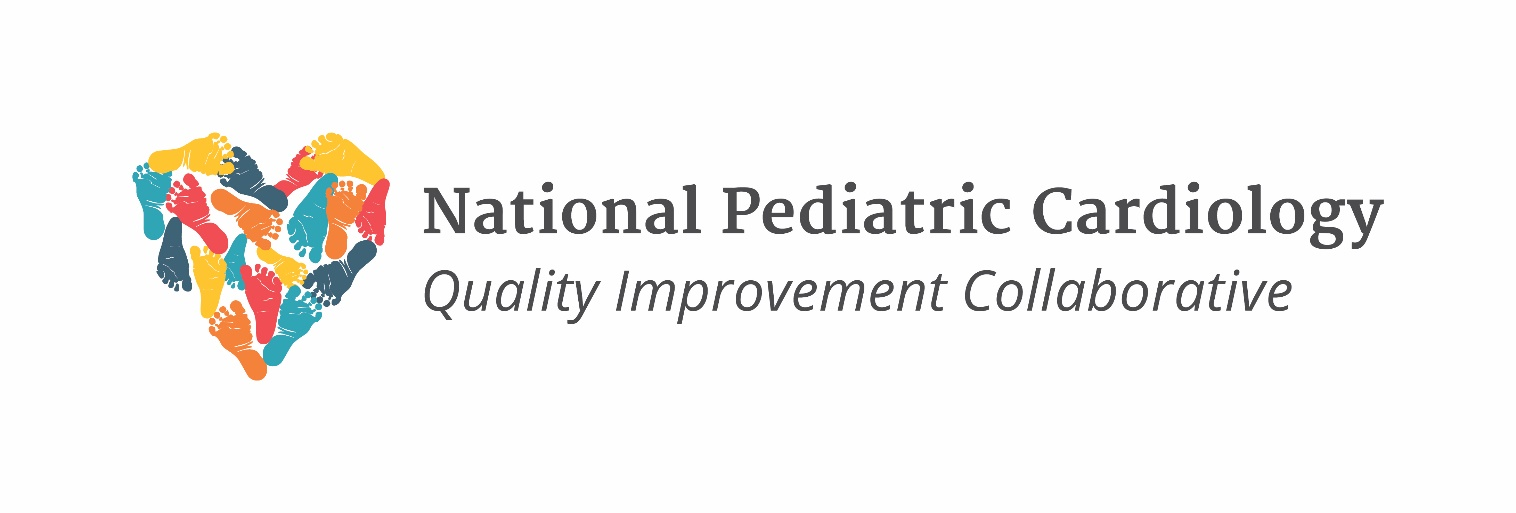 National Pediatric Cardiology
Quality Improvement Collaborative